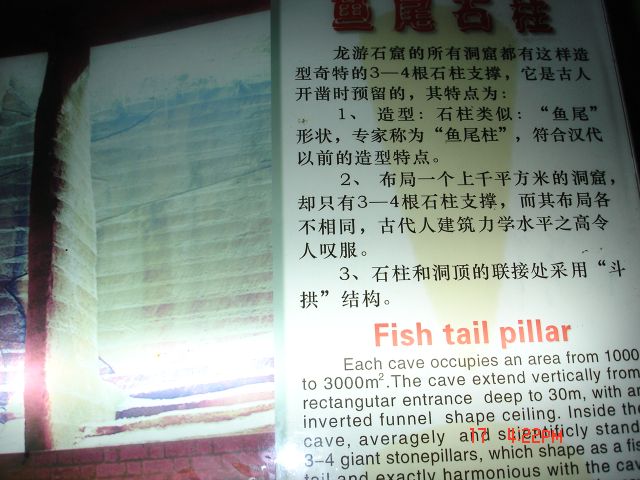 鱼尾石柱
龙游石窟的所有洞窟都有这样造
型奇特的3—4根石柱支撑，它是古人
开凿时预留的，其特点为：
1、 造型：石柱类似：“鱼尾”
形状，专家称为“鱼尾柱”，符合汉代
以前的造型特点。
2、 布局一个上千平方米的洞窟，
却只有3—4根石柱支撑，而其布局各
不相同，古代人建筑力学水平之高令
人叹服。
3、石柱和洞顶的联接处采用“斗
拱”结构。
Fish tail pillar
Each cave occupies an area from 1000
to 3000m².The cave extend vertically from
rectangutar entrance deep to 30m, with an
inverted funnel shape ceiling. Inside the
cave, averagely and scientificly stand
3-4 giant stonepillars, which shape as a fis
tail and exactly harmonious with the cav
17 4:22PM